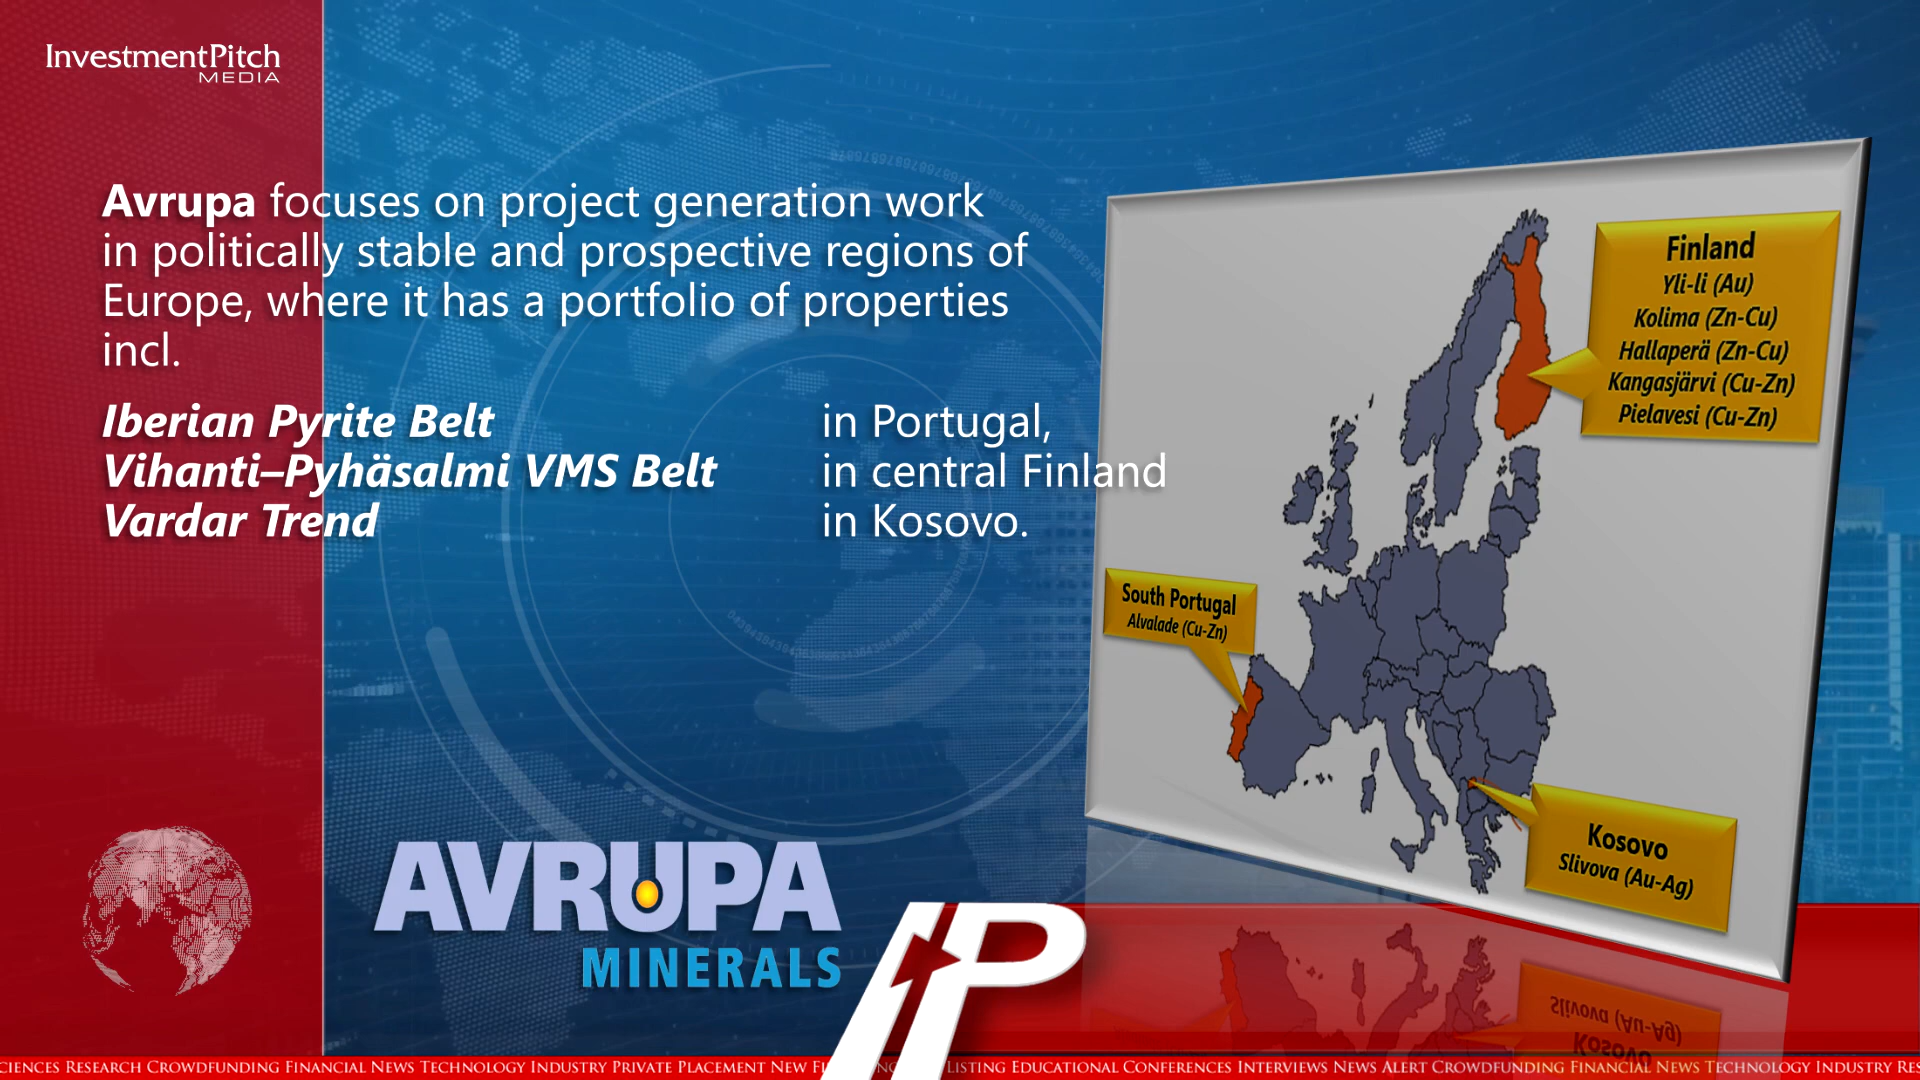 InvestmentPitch
MEDIA
Avrupa focuses on project generation work
in politically stable and prospective regions of
Europe, where it has a portfolio of properties
incl.
Iberian Pyrite Belt in Portugal,
Vihanti–Pyhäsalmi VMS Belt in central Finland
Vardar Trend in Kosovo.
Finland
Yli-li (Au)
Kolima (Zn-Cu)
Hallaperä (Zn-Cu)
Kangasjärvi (Cu-Zn)
Pielavesi (Cu-Zn)
South Portugal
Alvalade (Cu-Zn)
Kosovo
Slivova (Au-Ag)
AVRUPA
MINERALS
IP
CIENCES RESEARCH CROWDFUNDING FINANCIAL NEWS TECHNOLOGY INDUSTRY PRIVATE PLACEMENT NEW LISTING EDUCATIONAL CONFERENCES INTERVIEWS NEWS ALERT CROWDFUNDING FINANCIAL NEWS TECHNOLOGY INDUSTRY RES